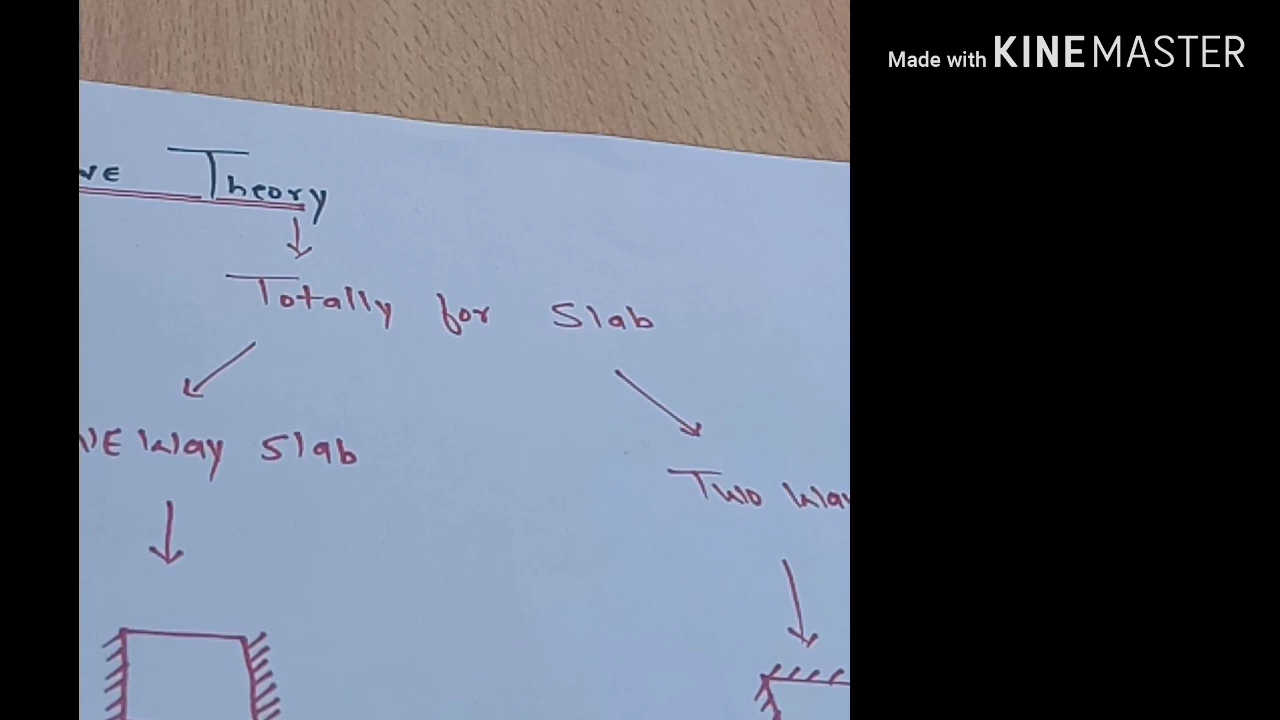 Made with KINEMASTER
Theory
Totally for Slab
Way Slab
Two